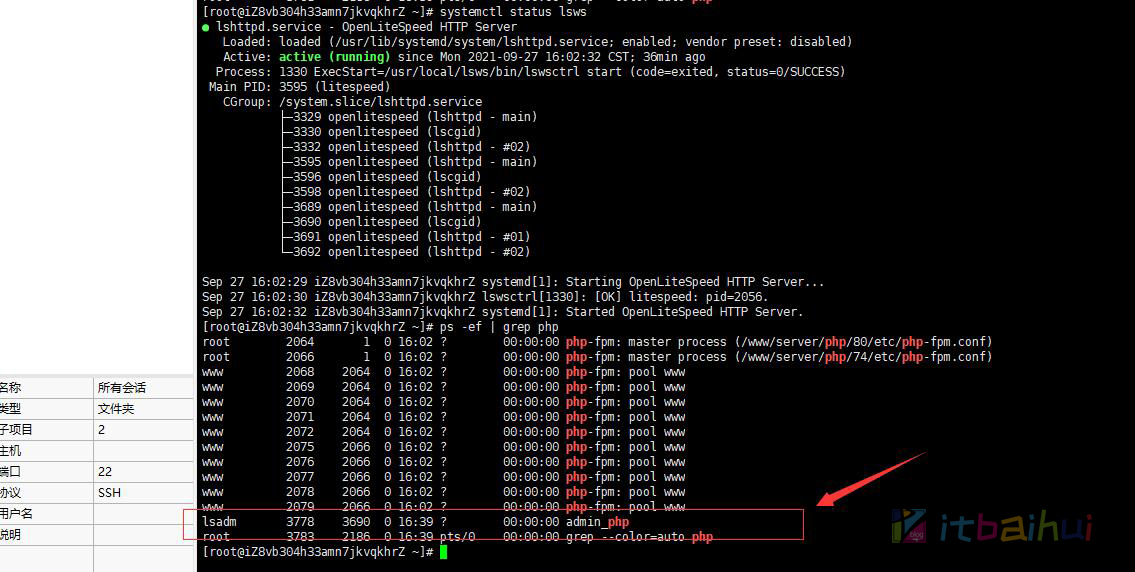 [root@iZ8vb304h33amn7jkvqkhrZ ~]# systemctl status lsws
● lshttpd.service - OpenLiteSpeed HTTP Server
Loaded: loaded (/usr/lib/systemd/system/lshttpd.service; enabled; vendor preset: disabled)
Active: active (running) since Mon 2021-09-27 16:02:32 CST; 36min ago
Process: 1330 ExecStart=/usr/local/lsws/bin/lswsctrl start (code=exited, status=0/SUCCESS)
Main PID: 3595 (litespeed)
CGroup: /system.slice/lshttpd.service
├─3329 openlitespeed (lshttpd - main)
├─3330 openlitespeed (lscgid)
├─3332 openlitespeed (lshttpd - #02)
├─3595 openlitespeed (lshttpd - main)
├─3596 openlitespeed (lscgid)
├─3598 openlitespeed (lshttpd - #02)
├─3689 openlitespeed (lshttpd - main)
├─3690 openlitespeed (lscgid)
├─3691 openlitespeed (lshttpd - #01)
└─3692 openlitespeed (lshttpd - #02)
Sep 27 16:02:29 iZ8vb304h33amn7jkvqkhrZ systemd[1]: Starting OpenLiteSpeed HTTP Server...
Sep 27 16:02:30 iZ8vb304h33amn7jkvqkhrZ lswsctrl[1330]: [OK] litespeed: pid=2056.
Sep 27 16:02:32 iZ8vb304h33amn7jkvqkhrZ systemd[1]: Started OpenLiteSpeed HTTP Server.
[root@iZ8vb304h33amn7jkvqkhrZ ~]# ps -ef | grep php
root 2064 1 0 16:02 ? 00:00:00 php-fpm: master process (/www/server/php/80/etc/php-fpm.conf)
root 2066 1 0 16:02 ? 00:00:00 php-fpm: master process (/www/server/php/74/etc/php-fpm.conf)
www 2068 2064 0 16:02 ? 00:00:00 php-fpm: pool www
www 2069 2064 0 16:02 ? 00:00:00 php-fpm: pool www
www 2070 2064 0 16:02 ? 00:00:00 php-fpm: pool www
www 2071 2064 0 16:02 ? 00:00:00 php-fpm: pool www
www 2072 2064 0 16:02 ? 00:00:00 php-fpm: pool www
www 2075 2066 0 16:02 ? 00:00:00 php-fpm: pool www
www 2076 2066 0 16:02 ? 00:00:00 php-fpm: pool www
www 2077 2066 0 16:02 ? 00:00:00 php-fpm: pool www
www 2078 2066 0 16:02 ? 00:00:00 php-fpm: pool www
www 2079 2066 0 16:02 ? 00:00:00 php-fpm: pool www
lsadm 3778 3690 0 16:39 ? 00:00:00 admin_php
root 3783 2186 0 16:39 pts/0 00:00:00 grep --color=auto php
[root@iZ8vb304h33amn7jkvqkhrZ ~]#
名称 所有会话
类型 文件夹
子项目 2
主机
端口 22
协议 SSH
用户名
说明
blog
itbaihui